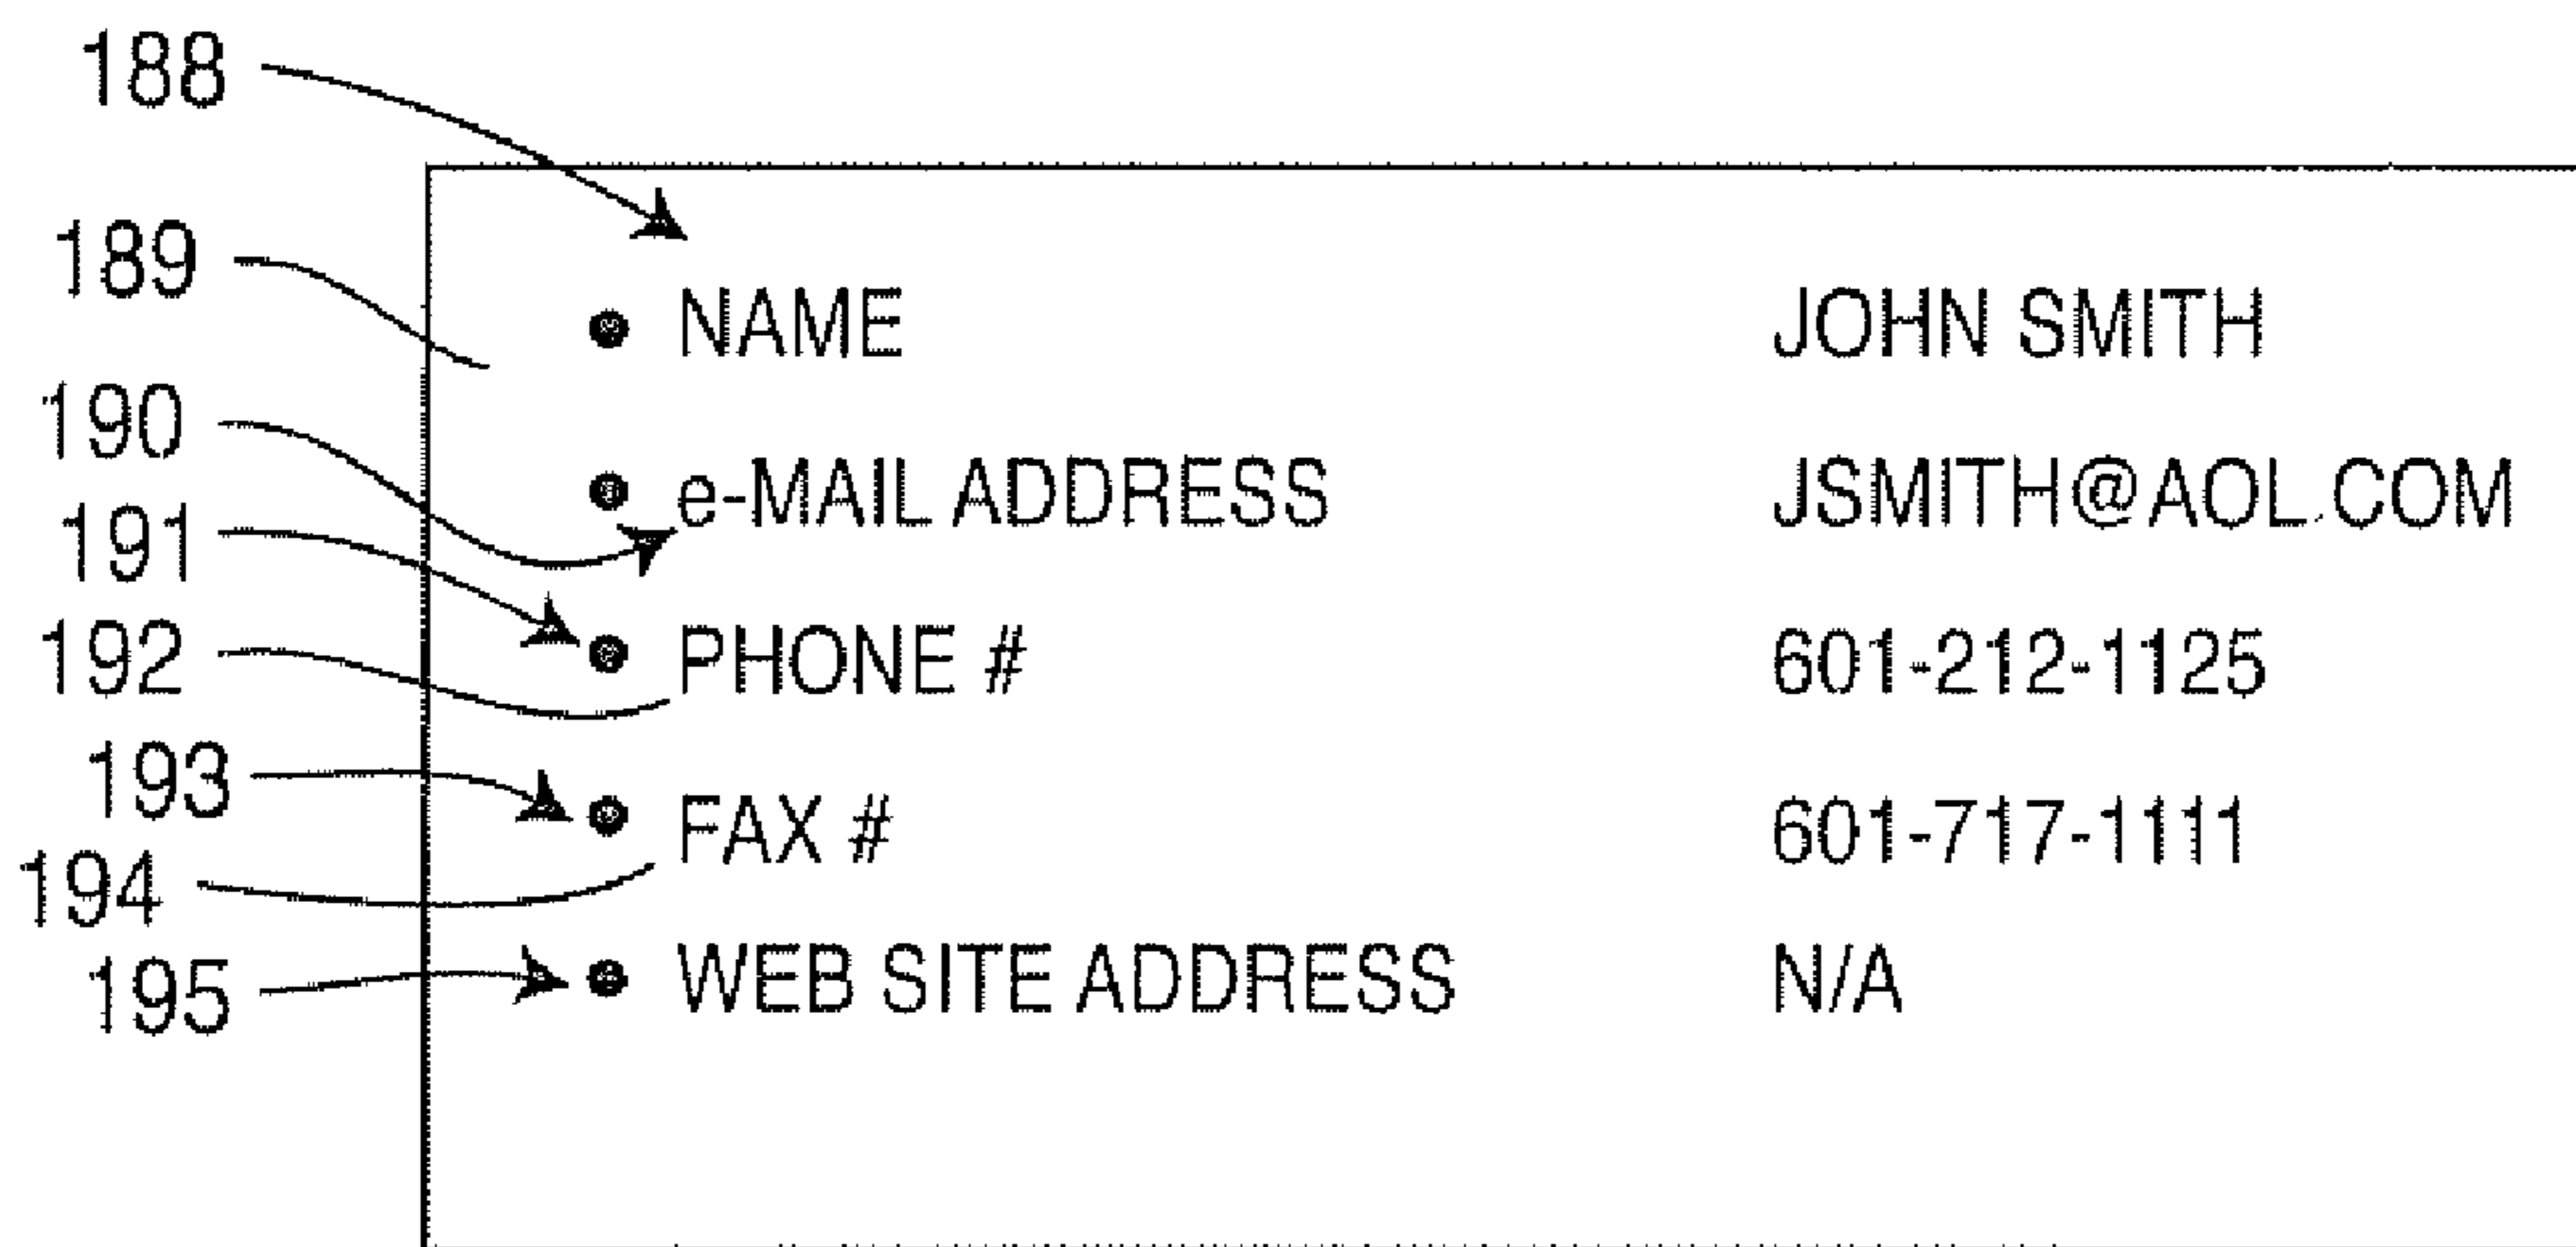 188
189
NAME JOHN SMITH
190
e-MAIL ADDRESS JSMITH@AOL.COM
191
192
PHONE # 601-212-1125
193
FAX # 601-717-1111
194
195
WEB SITE ADDRESS N/A